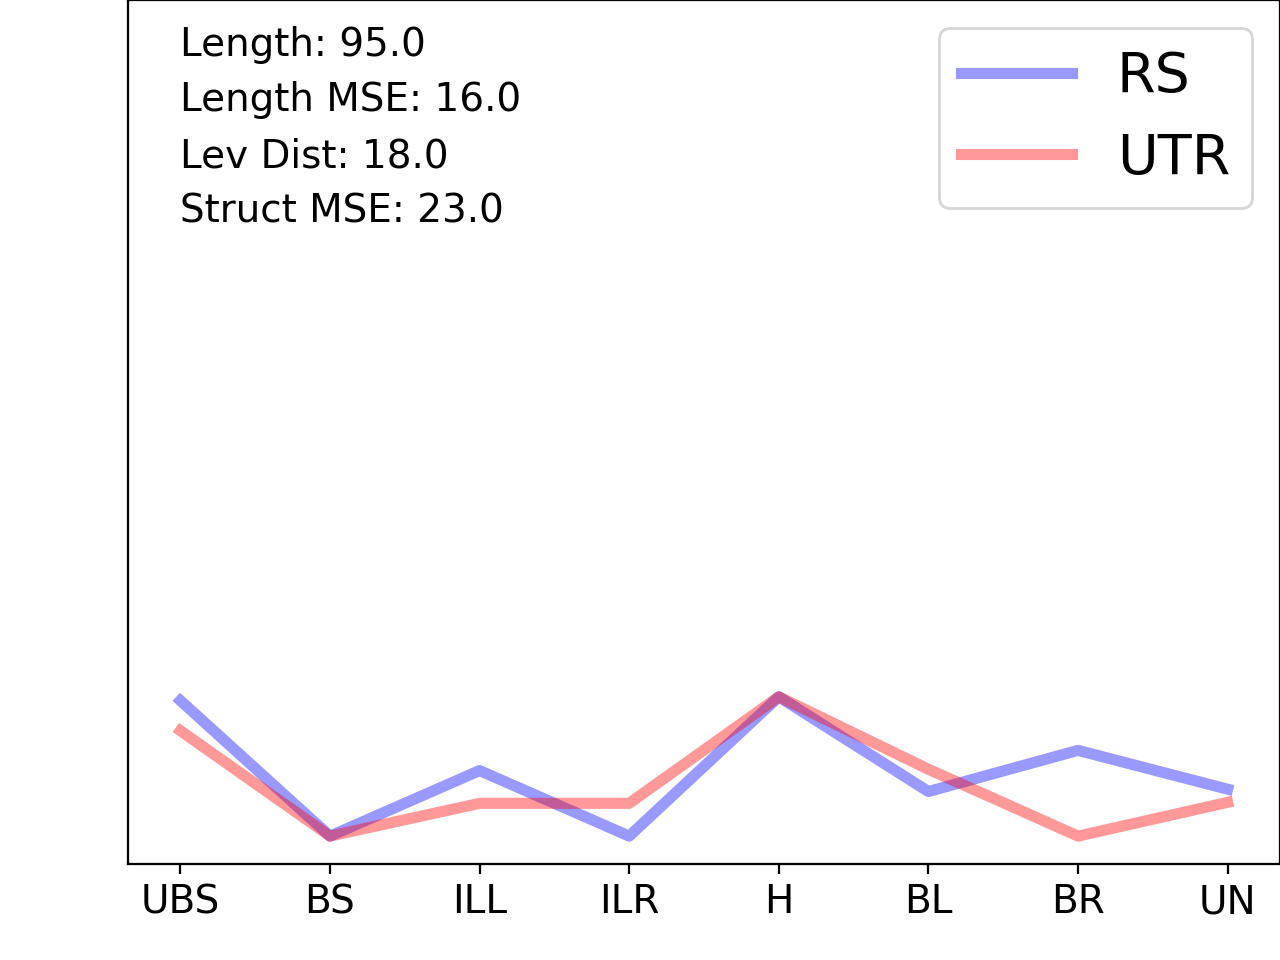 Length: 95.0
Length MSE: 16.0
Lev Dist: 18.0
Struct MSE: 23.0
RS
UTR
UBS BS ILL ILR H BL BR UN